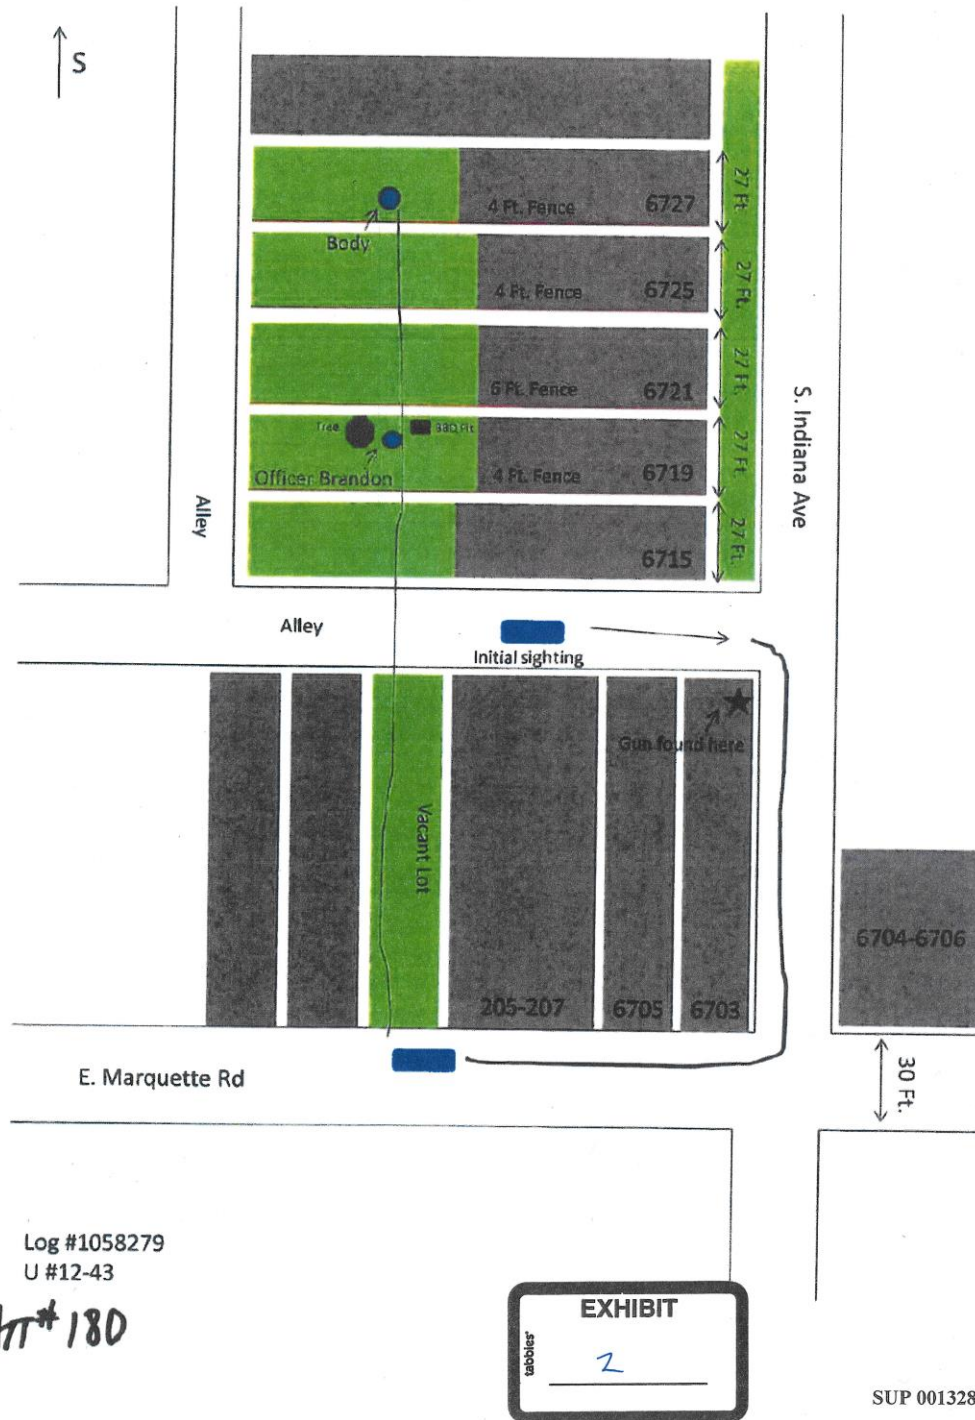 S
4 Ft. Fence
6727
27 Ft.
Body
4 Ft. Fence
6725
27 Ft.
6 Ft. Fence
6721
27 Ft.
Tree
BBQ Pit
Officer Brandon
4 Ft. Fence
6719
27 Ft.
6715
27 Ft.
S. Indiana Ave
Alley
Alley
Initial sighting
Gun found here
Vacant Lot
205-207
6705
6703
6704-6706
E. Marquette Rd
30 Ft.
Log #1058279
U #12-43
#180
EXHIBIT
tabbies'
2
SUP 001328